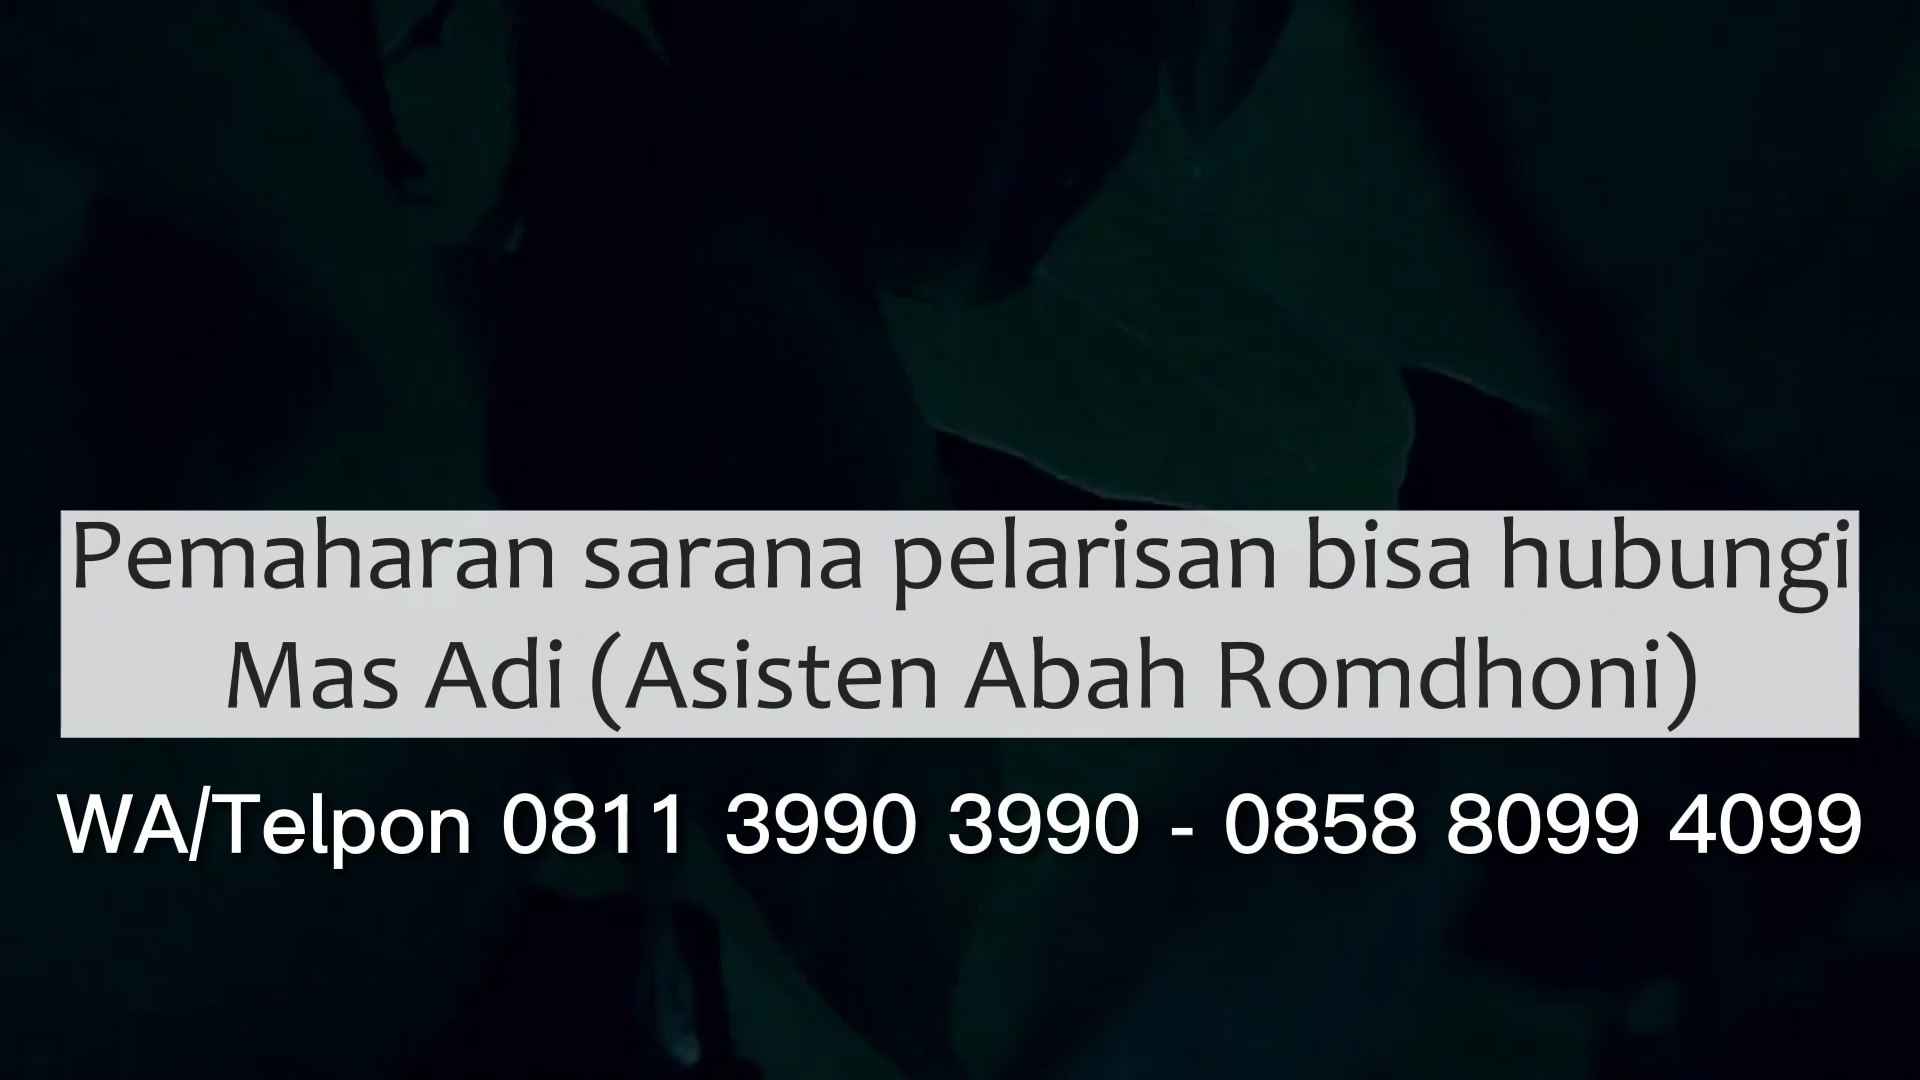 Pemaharan sarana pelarisan bisa hubungi
Mas Adi (Asisten Abah Romdhoni)
WA/Telpon 0811 3990 3990 - 0858 8099 4099